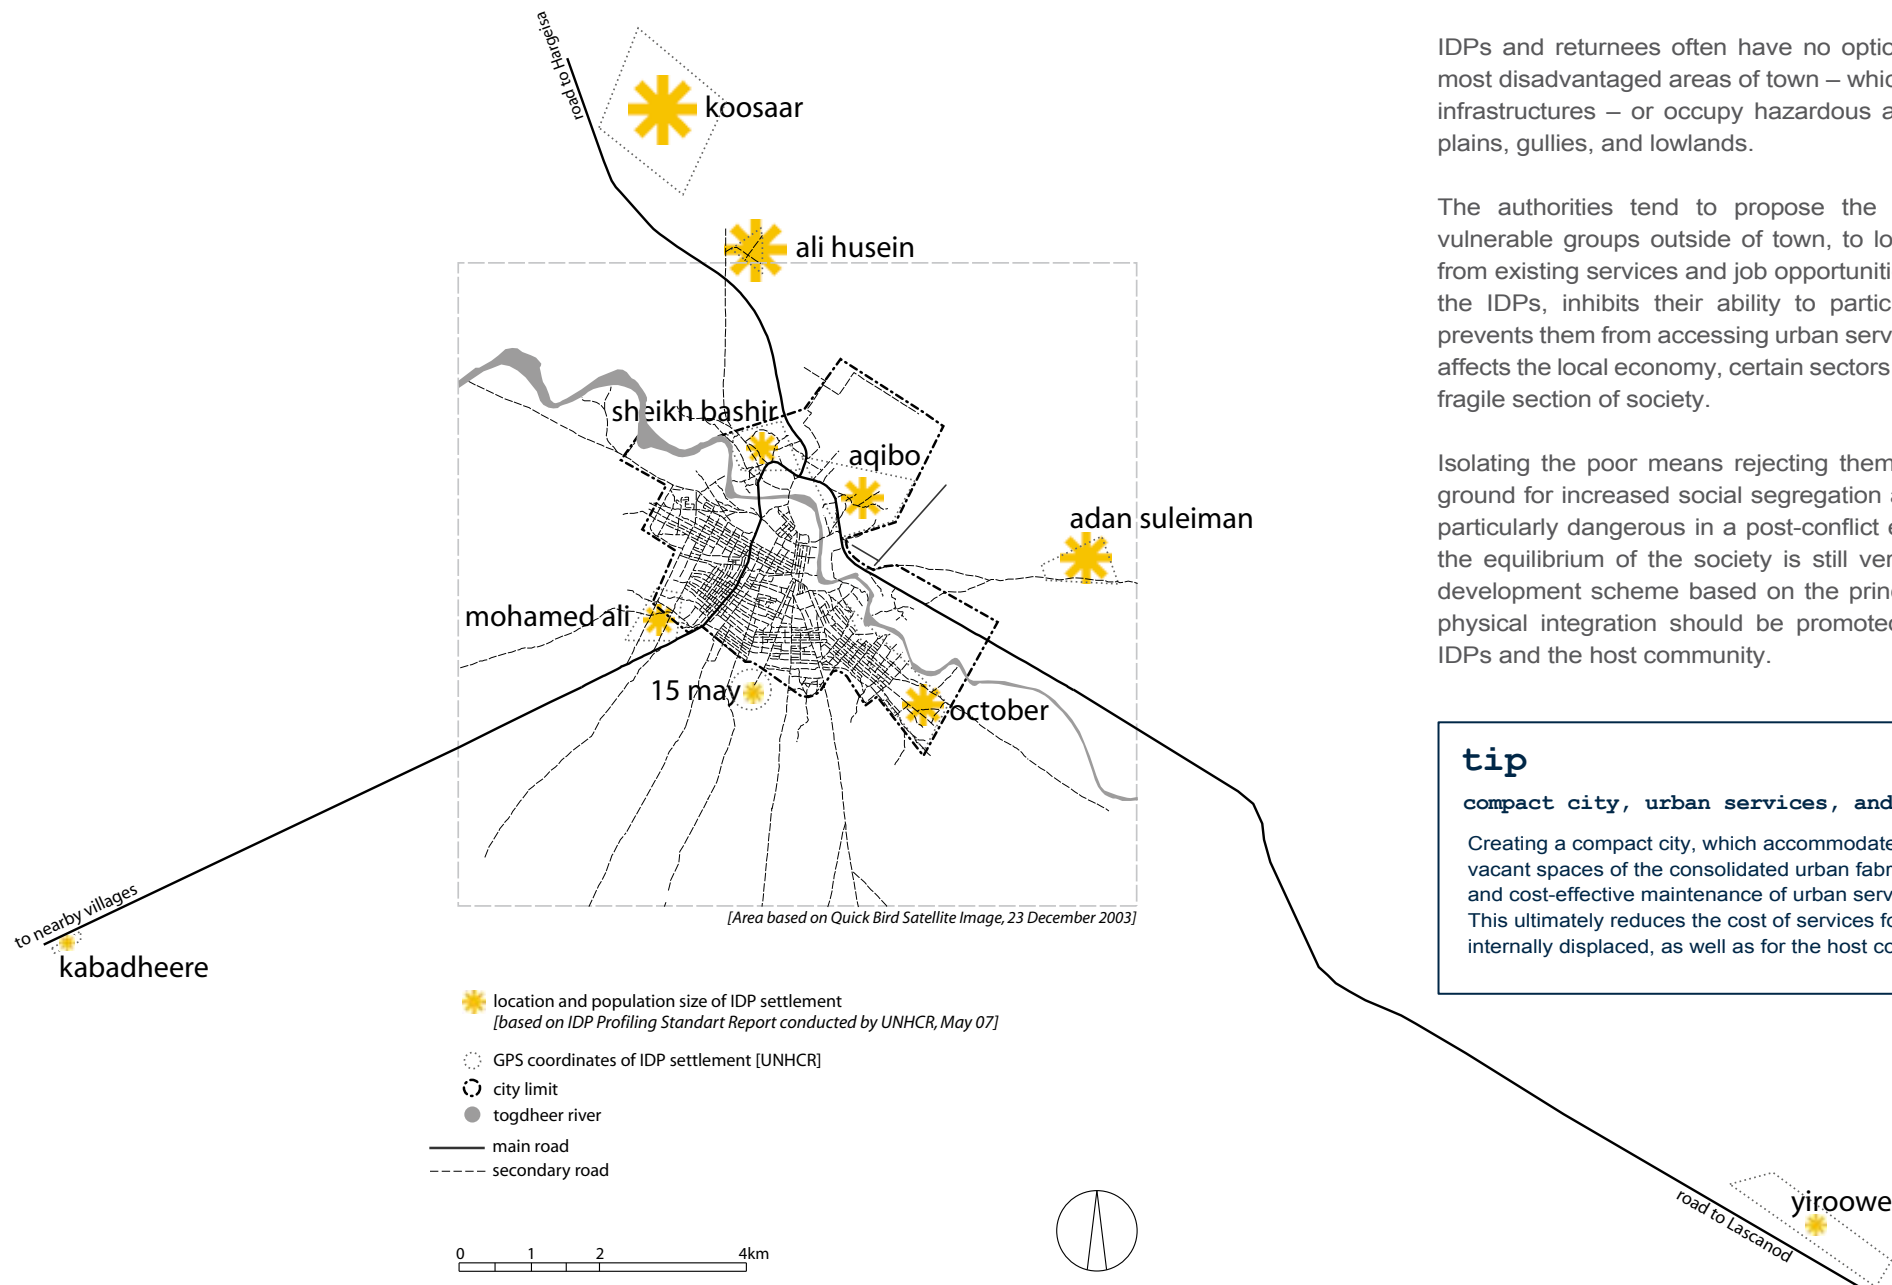 road to Hargeisa
koosaar
ali husein
sheikh bashir
aqibo
adan suleiman
mohamed ali
15 may
october
[Area based on Quick Bird Satellite Image, 23 December 2003]
to nearby villages
kabadheere
location and population size of IDP settlement
[based on IDP Profiling Standart Report conducted by UNHCR, May 07]
GPS coordinates of IDP settlement [UNHCR]
city limit
togdheer river
main road
secondary road
0 1 2 4km
road to Lascanod
yiroowe
IDPs and returnees often have no optio
most disadvantaged areas of town – whic
infrastructures – or occupy hazardous a
plains, gullies, and lowlands.
The authorities tend to propose the
vulnerable groups outside of town, to lo
from existing services and job opportuniti
the IDPs, inhibits their ability to partic
prevents them from accessing urban serv
affects the local economy, certain sectors
fragile section of society.
Isolating the poor means rejecting them
ground for increased social segregation a
particularly dangerous in a post-conflict e
the equilibrium of the society is still ver
development scheme based on the prin
physical integration should be promoted
IDPs and the host community.
tip
compact city, urban services, and
Creating a compact city, which accommodate
vacant spaces of the consolidated urban fabr
and cost-effective maintenance of urban serv
This ultimately reduces the cost of services fo
internally displaced, as well as for the host co